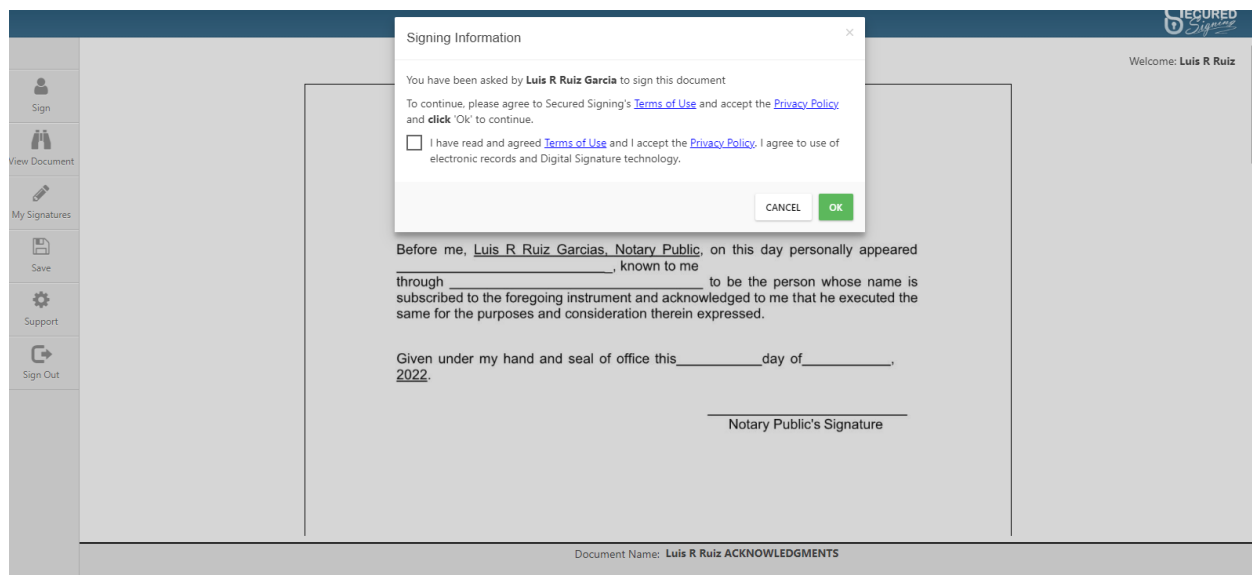 SECURED
Signing
Welcome: Luis R Ruiz
Signing Information
×
You have been asked by Luis R Ruiz Garcia to sign this document
To continue, please agree to Secured Signing's Terms of Use and accept the Privacy Policy
and click 'Ok' to continue.
I have read and agreed Terms of Use and I accept the Privacy Policy. I agree to use of
electronic records and Digital Signature technology.
CANCEL OK
Sign
View Document
My Signatures
Save
Support
Sign Out
Before me, Luis R Ruiz Garcias, Notary Public, on this day personally appeared
____________________________, known to me
through __________________________________ to be the person whose name is
subscribed to the foregoing instrument and acknowledged to me that he executed the
same for the purposes and consideration therein expressed.
Given under my hand and seal of office this___________day of___________,
2022.
Notary Public's Signature
Document Name: Luis R Ruiz ACKNOWLEDGMENTS